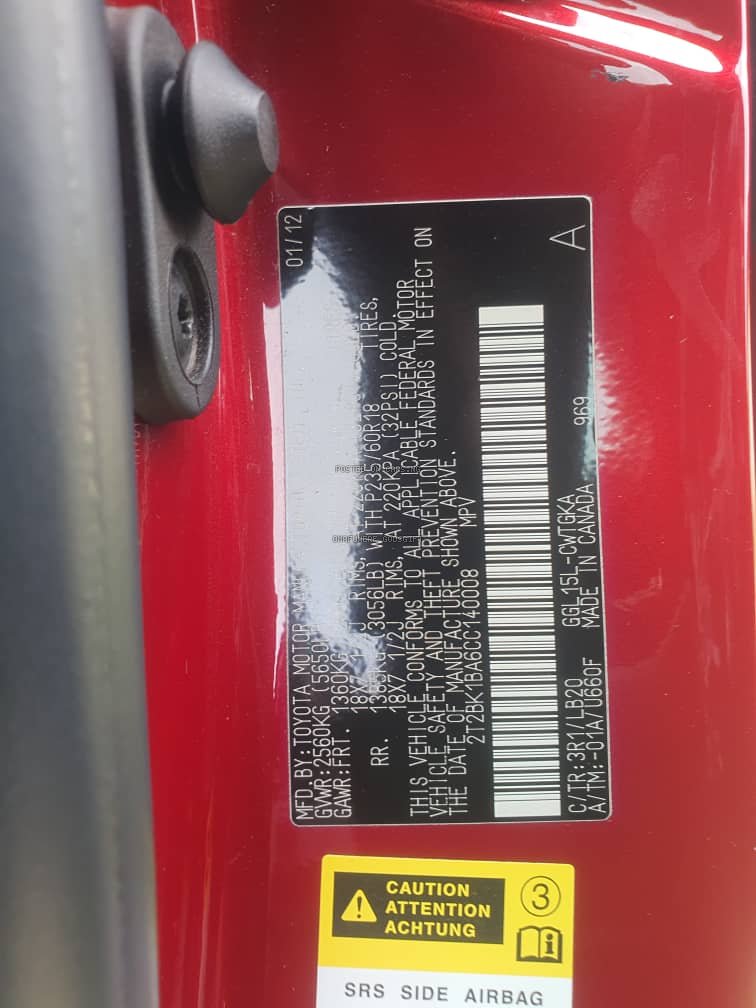 01/12
MFD.BY:TOYOTA MOTOR
GVWR:2560KG (5650
GAWR:FRT. 1360KG
18X7 J RIMS,
RR. 1385KG (3056LB) WITH /60R18 TIRES,
18X7 1/2J RIMS, AT 220KPA (32PSI) COLD.
THIS VEHICLE CONFORMS TO ALL APPLICABLE FEDERAL MOTOR
VEHICLE SAFETY AND THEFT PREVENTION STANDARDS IN EFFECT ON
THE DATE OF MANUFACTURE SHOWN ABOVE.
2T2BK1BA6CC140008 MPV
A
C/TR:3R1/LB20 GGL15L-CWTGKA 969
A/TM:-01A/U660F MADE IN CANADA
CAUTION
ATTENTION
ACHTUNG
3
SRS SIDE AIRBAG